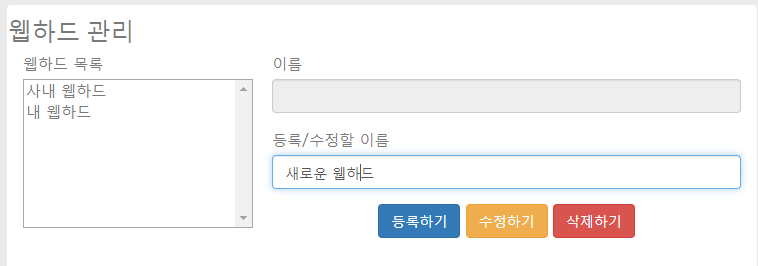 웹하드 관리
웹하드 목록
사내 웹하드
내 웹하드
이름
등록/수정할 이름
새로운 웹하드
등록하기 수정하기 삭제하기